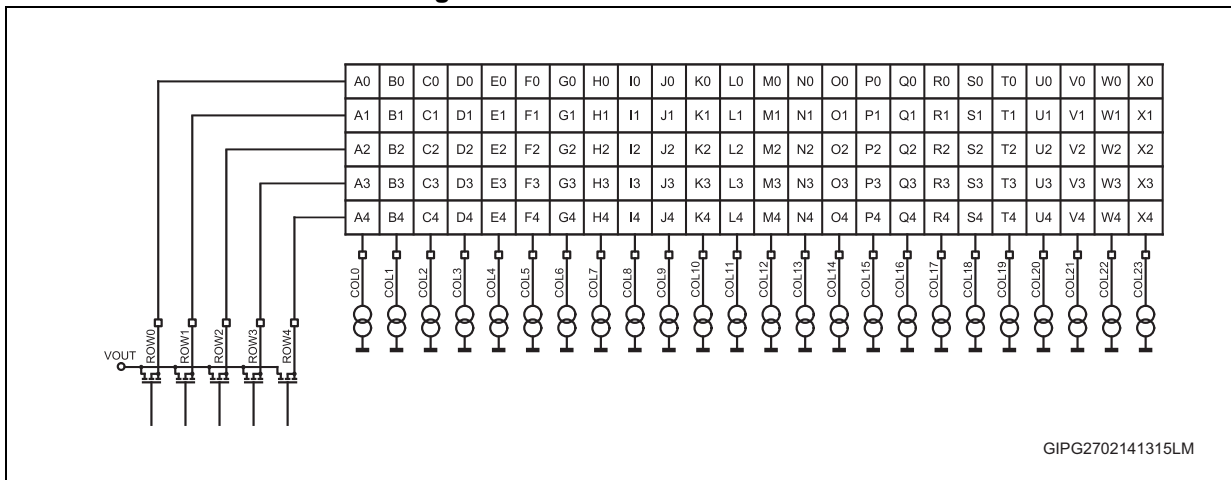 A0 B0 C0 D0 E0 F0 G0 H0 I0 J0 K0 L0 M0 N0 O0 P0 Q0 R0 S0 T0 U0 V0 W0 X0
A1 B1 C1 D1 E1 F1 G1 H1 I1 J1 K1 L1 M1 N1 O1 P1 Q1 R1 S1 T1 U1 V1 W1 X1
A2 B2 C2 D2 E2 F2 G2 H2 I2 J2 K2 L2 M2 N2 O2 P2 Q2 R2 S2 T2 U2 V2 W2 X2
A3 B3 C3 D3 E3 F3 G3 H3 I3 J3 K3 L3 M3 N3 O3 P3 Q3 R3 S3 T3 U3 V3 W3 X3
A4 B4 C4 D4 E4 F4 G4 H4 I4 J4 K4 L4 M4 N4 O4 P4 Q4 R4 S4 T4 U4 V4 W4 X4
COL0 COL1 COL2 COL3 COL4 COL5 COL6 COL7 COL8 COL9 COL10 COL11 COL12 COL13 COL14 COL15 COL16 COL17 COL18 COL19 COL20 COL21 COL22 COL23
VOUT ROW0 ROW1 ROW2 ROW3 ROW4
GIPG2702141315LM